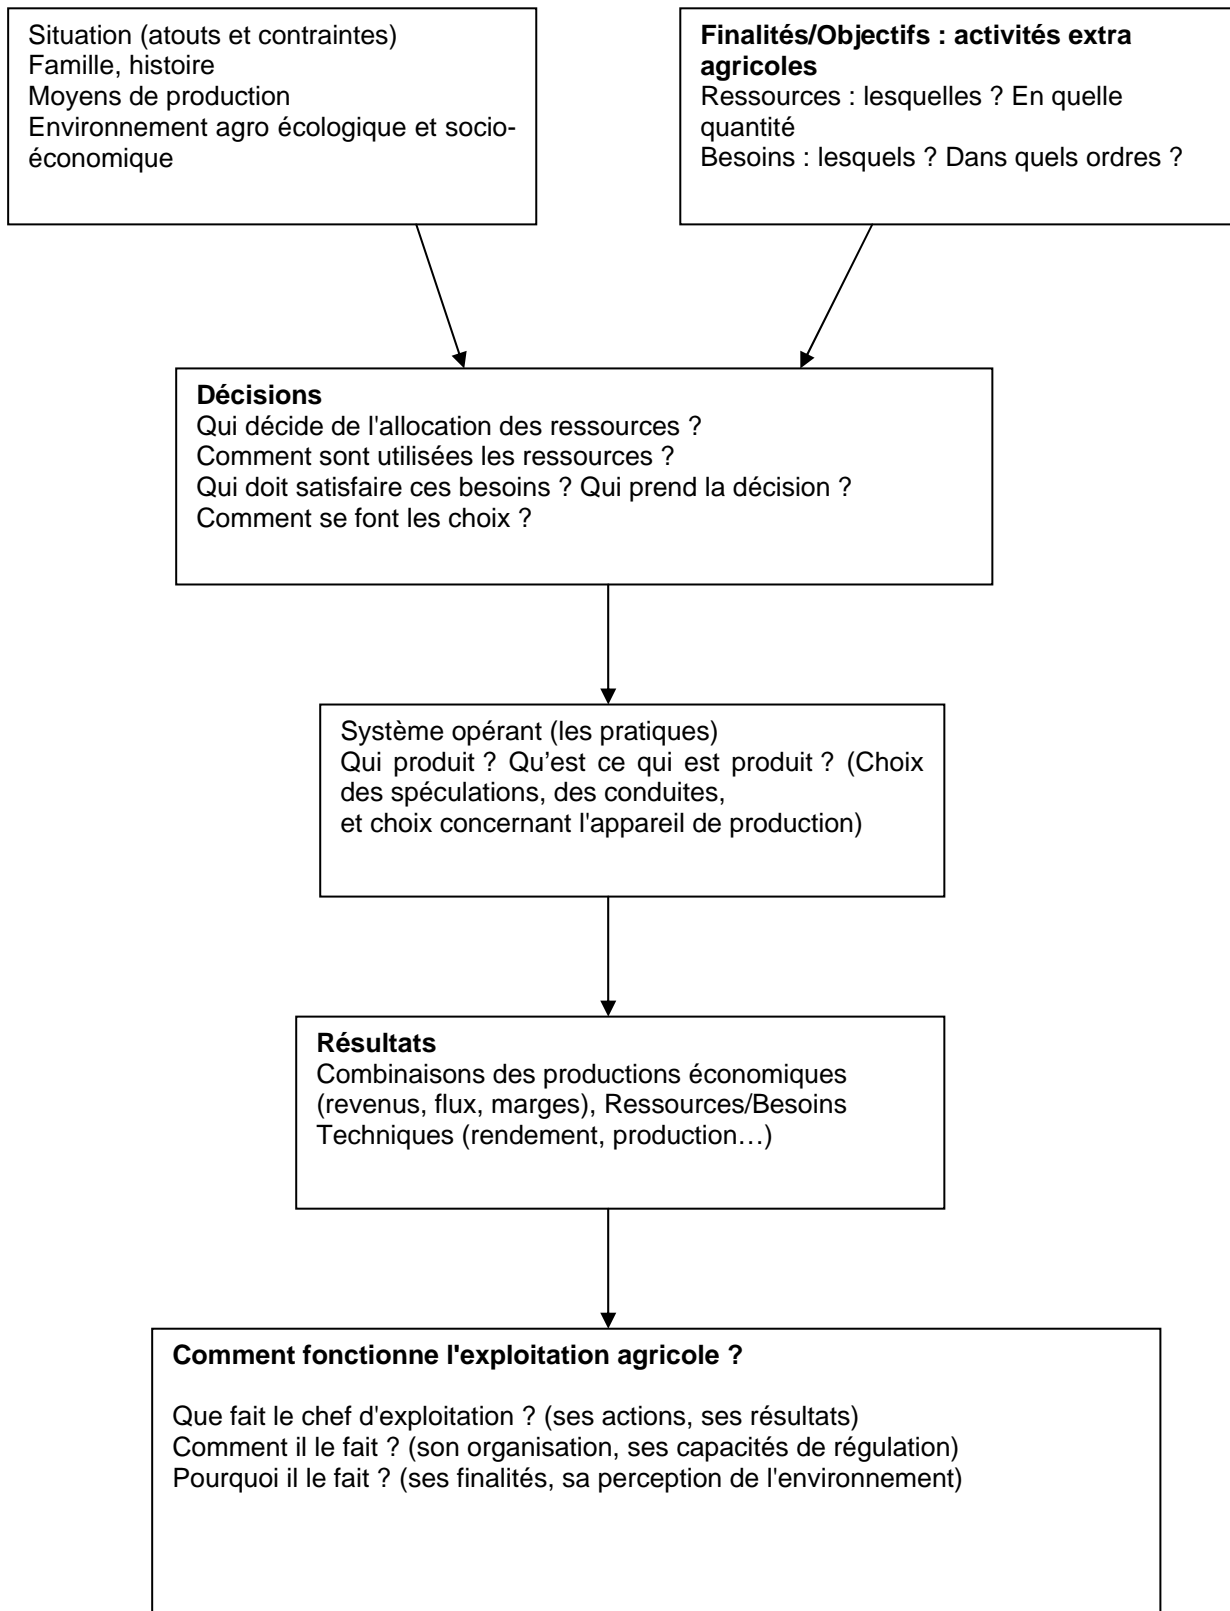 Situation (atouts et contraintes)
Famille, histoire
Moyens de production
Environnement agro écologique et socio-
économique
Finalités/Objectifs : activités extra
agricoles
Ressources : lesquelles ? En quelle
quantité
Besoins : lesquels ? Dans quels ordres ?
Décisions
Qui décide de l'allocation des ressources ?
Comment sont utilisées les ressources ?
Qui doit satisfaire ces besoins ? Qui prend la décision ?
Comment se font les choix ?
Système opérant (les pratiques)
Qui produit ? Qu’est ce qui est produit ? (Choix
des spéculations, des conduites,
et choix concernant l'appareil de production)
Résultats
Combinaisons des productions économiques
(revenus, flux, marges), Ressources/Besoins
Techniques (rendement, production…)
Comment fonctionne l'exploitation agricole ?
Que fait le chef d'exploitation ? (ses actions, ses résultats)
Comment il le fait ? (son organisation, ses capacités de régulation)
Pourquoi il le fait ? (ses finalités, sa perception de l'environnement)